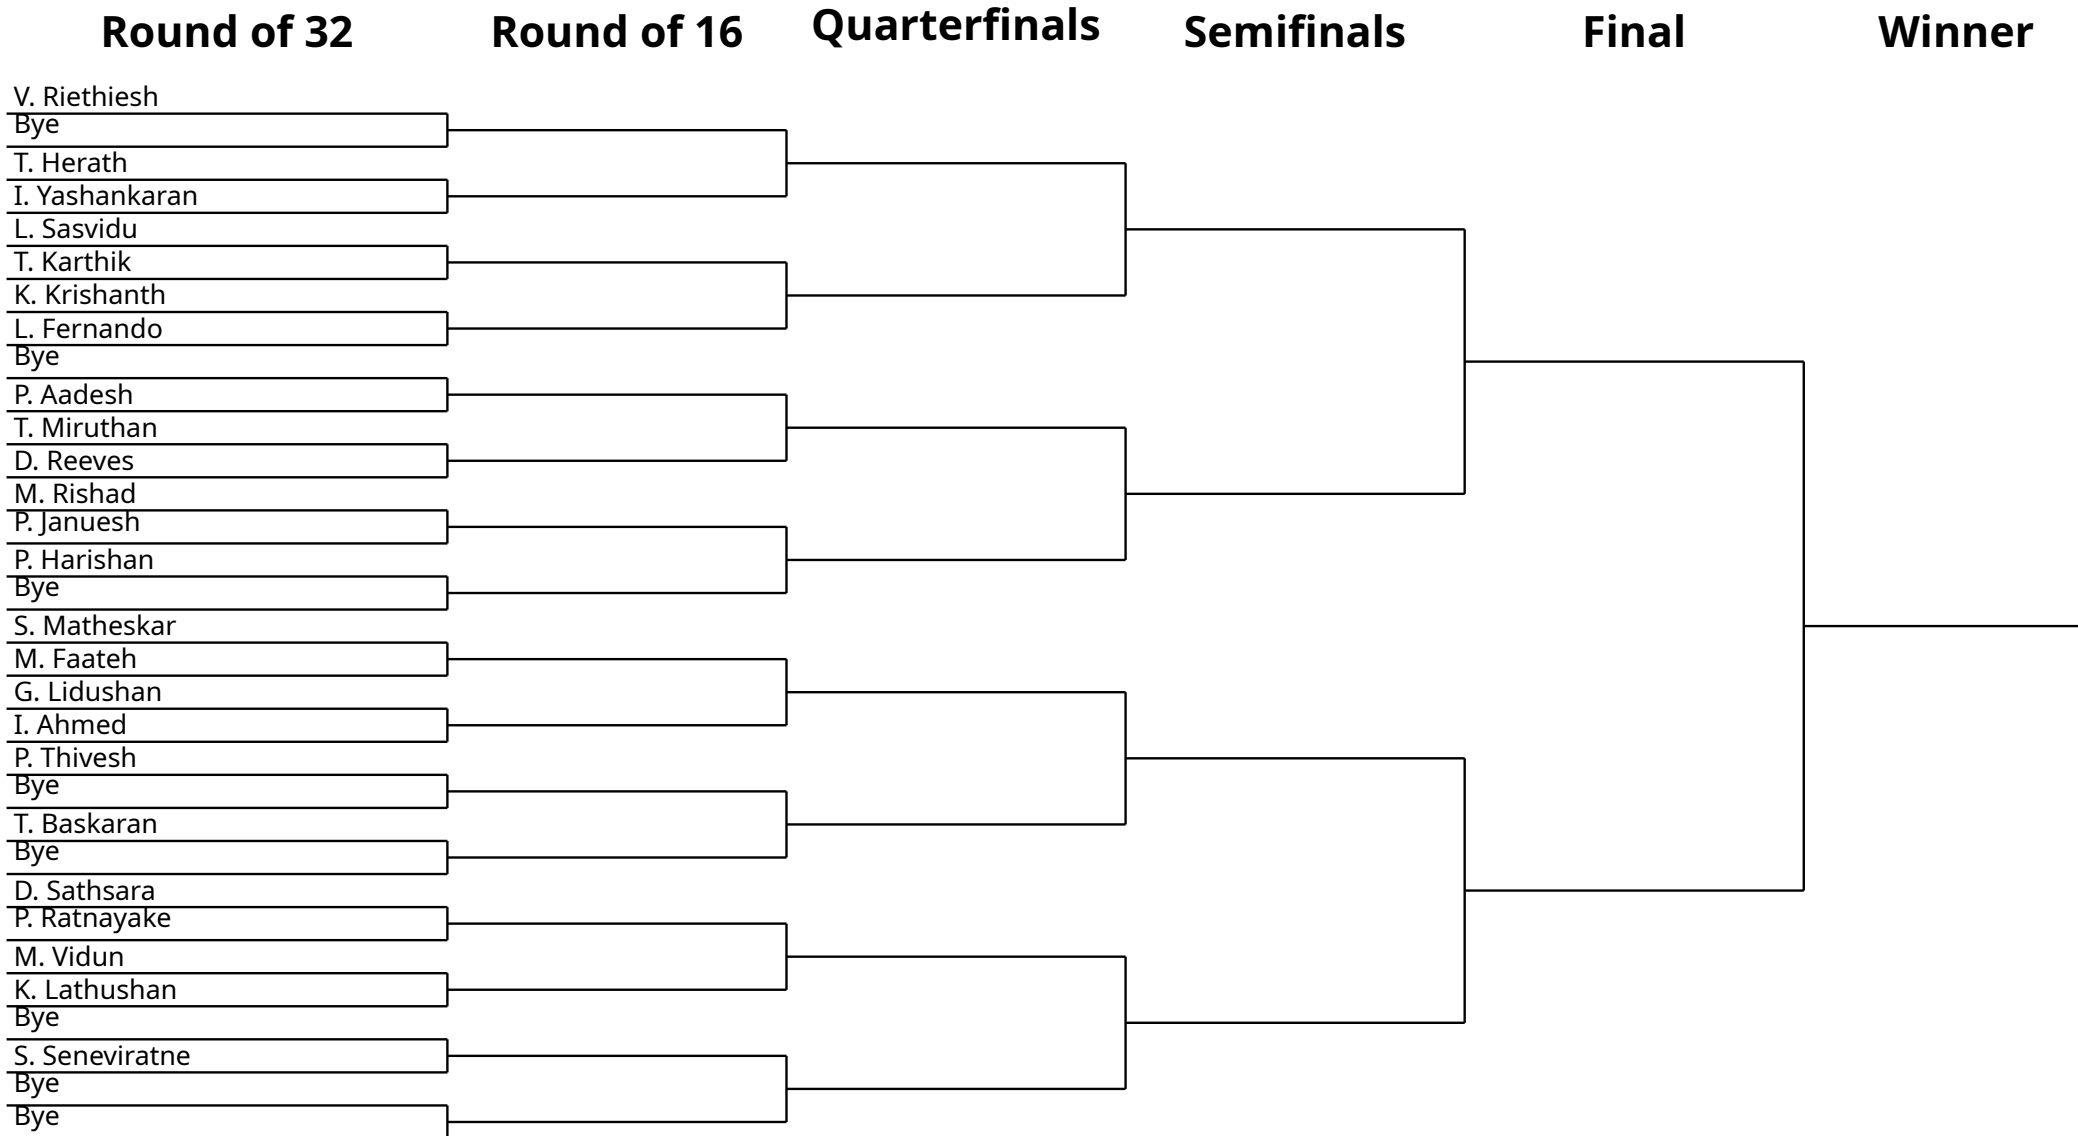 Round of 32 Round of 16 Quarterfinals Semifinals Final Winner
V. Riethiesh
Bye
T. Herath
I. Yashankaran
L. Sasvidu
T. Karthik
K. Krishanth
L. Fernando
Bye
P. Aadesh
T. Miruthan
D. Reeves
M. Rishad
P. Januesh
P. Harishan
Bye
S. Matheskar
M. Faateh
G. Lidushan
I. Ahmed
P. Thivesh
Bye
T. Baskaran
Bye
D. Sathsara
P. Ratnayake
M. Vidun
K. Lathushan
Bye
S. Seneviratne
Bye
Bye